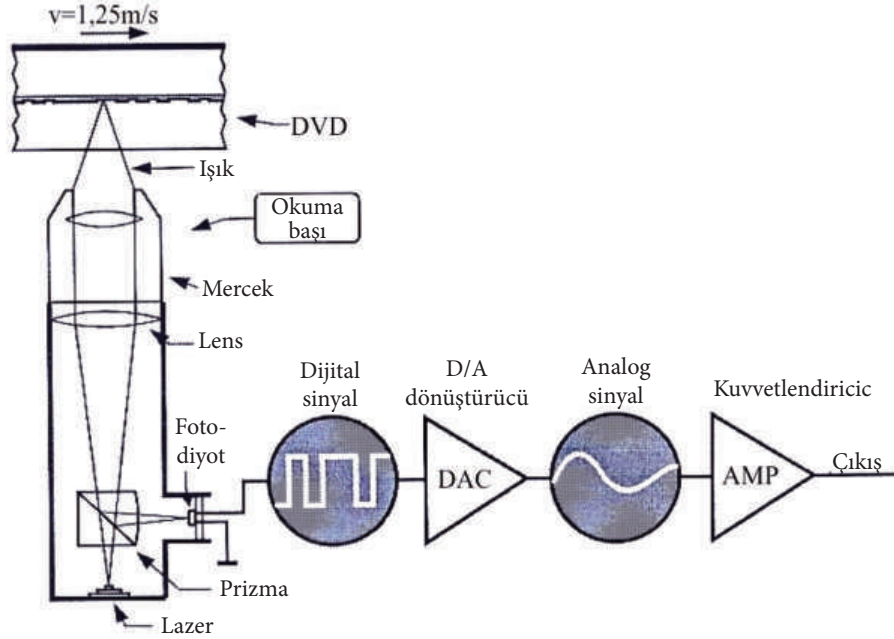 v=1,25m/s
DVD
Işık
Okuma
başı
Mercek
Lens
Dijital
sinyal
D/A
dönüştürücü
Analog
sinyal
Kuvvetlendiricic
Foto-
diyot
DAC
AMP
Çıkış
Prizma
Lazer